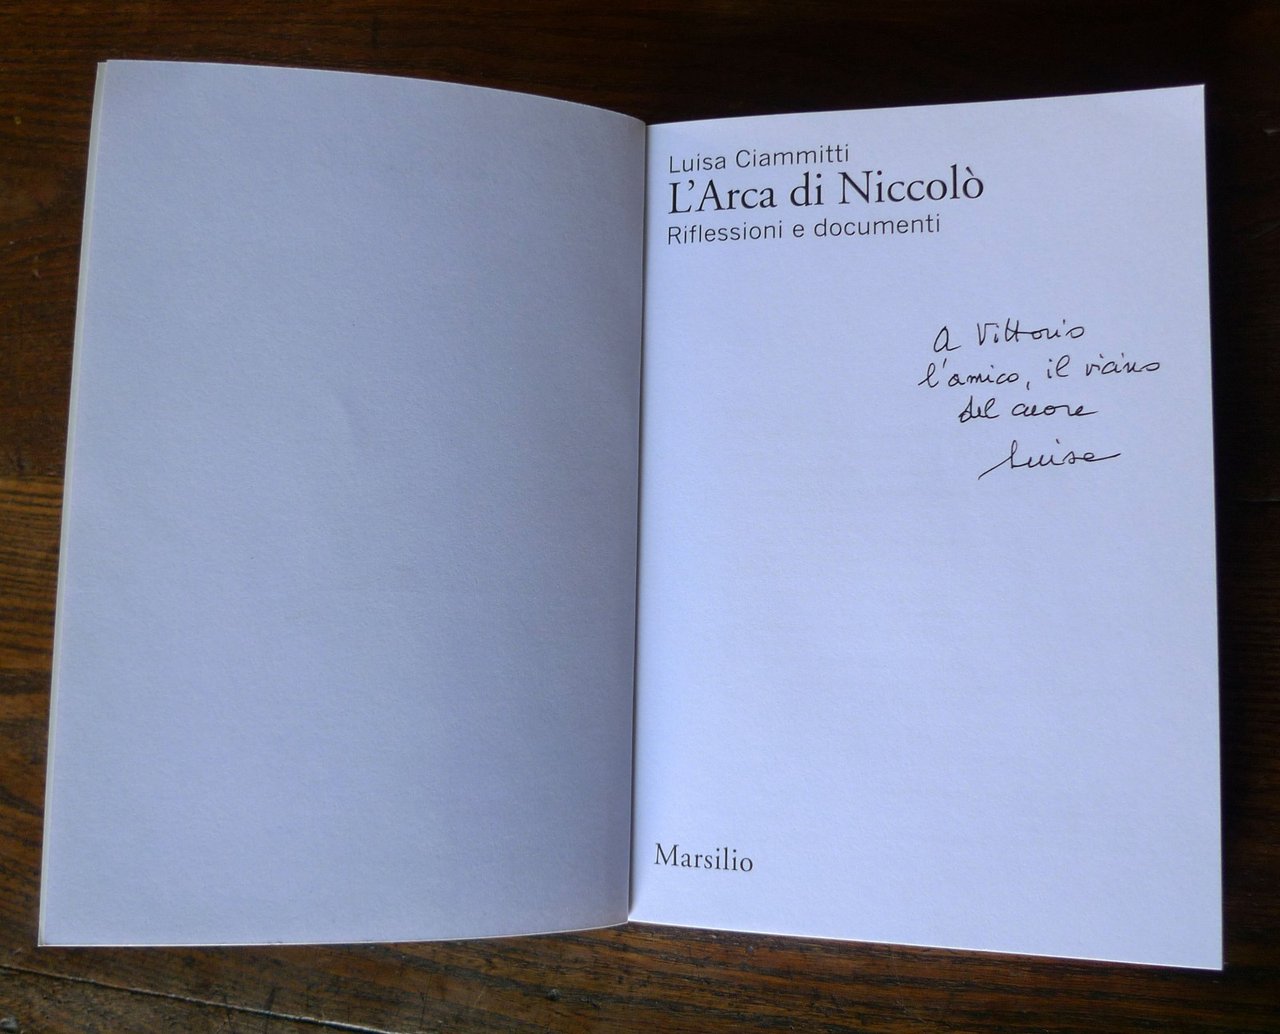 Luisa Ciammitti
L'Arca di Niccolò
Riflessioni e documenti
A Vittorio
l'amico, il vicino
del cuore
Luisa
Marsilio